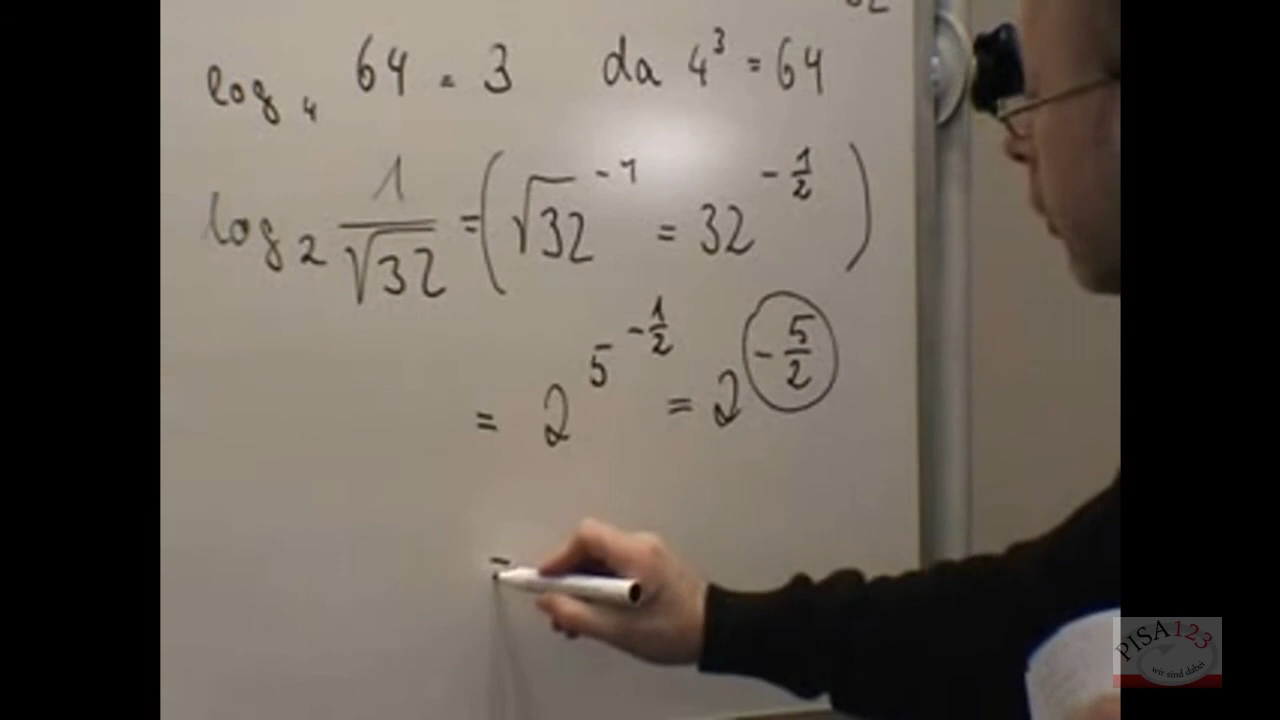 log₄ 64 = 3 da 4³ = 64
log₂ 1/√32 = (√32⁻¹ = 32^(-1/2))
= 2^5^(-1/2) = 2^(-5/2)
=
PISA123
wir sind dabei